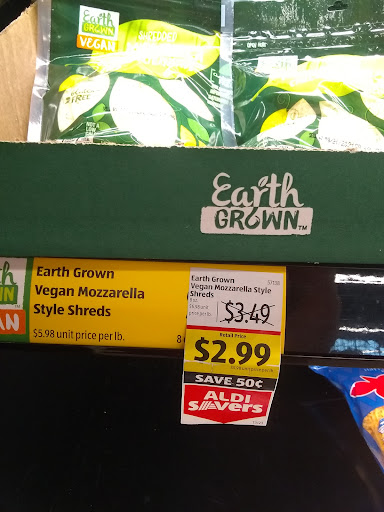 Earth
GROWN
VEGAN
Earth
GROWN™
Earth Grown
Vegan Mozzarella
Style Shreds
$5.98 unit price per lb.
Earth Grown
Vegan Mozzarella Style
Shreds
$3.49
Retail Price
$2.99
SAVE 50¢
ALDI
SAVERS